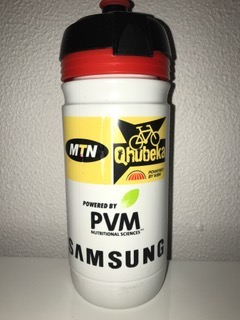 MTN
Qhubeka
POWERED BY
PVM
NUTRITIONAL SCIENCES
SAMSUNG